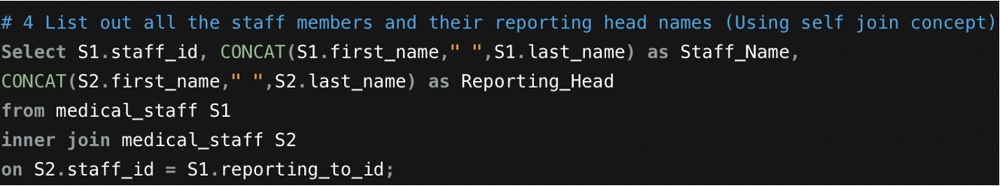 # 4 List out all the staff members and their reporting head names (Using self join concept)
Select S1.staff_id, CONCAT(S1.first_name," ",S1.last_name) as Staff_Name,
CONCAT(S2.first_name," ",S2.last_name) as Reporting_Head
from medical_staff S1
inner join medical_staff S2
on S2.staff_id = S1.reporting_to_id;